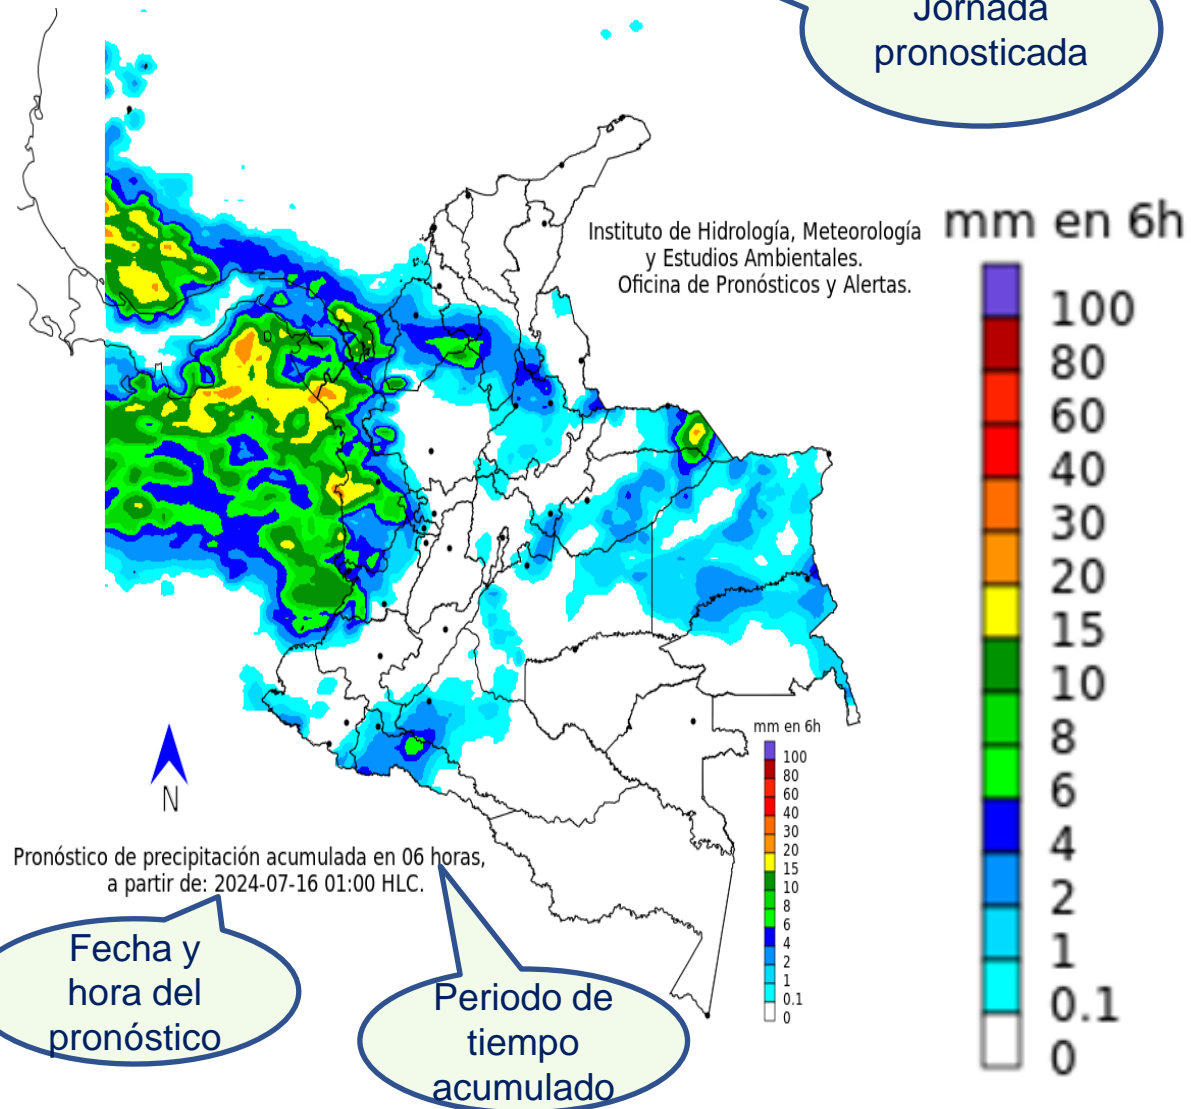 Jornada
pronosticada
Instituto de Hidrología, Meteorología
y Estudios Ambientales.
Oficina de Pronósticos y Alertas.
mm en 6h
100
80
60
40
30
20
15
10
8
6
4
2
1
0.1
0
mm en 6h
100
80
60
40
30
20
15
10
8
6
4
2
1
0.1
0
N
Pronóstico de precipitación acumulada en 06 horas,
a partir de: 2024-07-16 01:00 HLC.
Fecha y
hora del
pronóstico
Periodo de
tiempo
acumulado